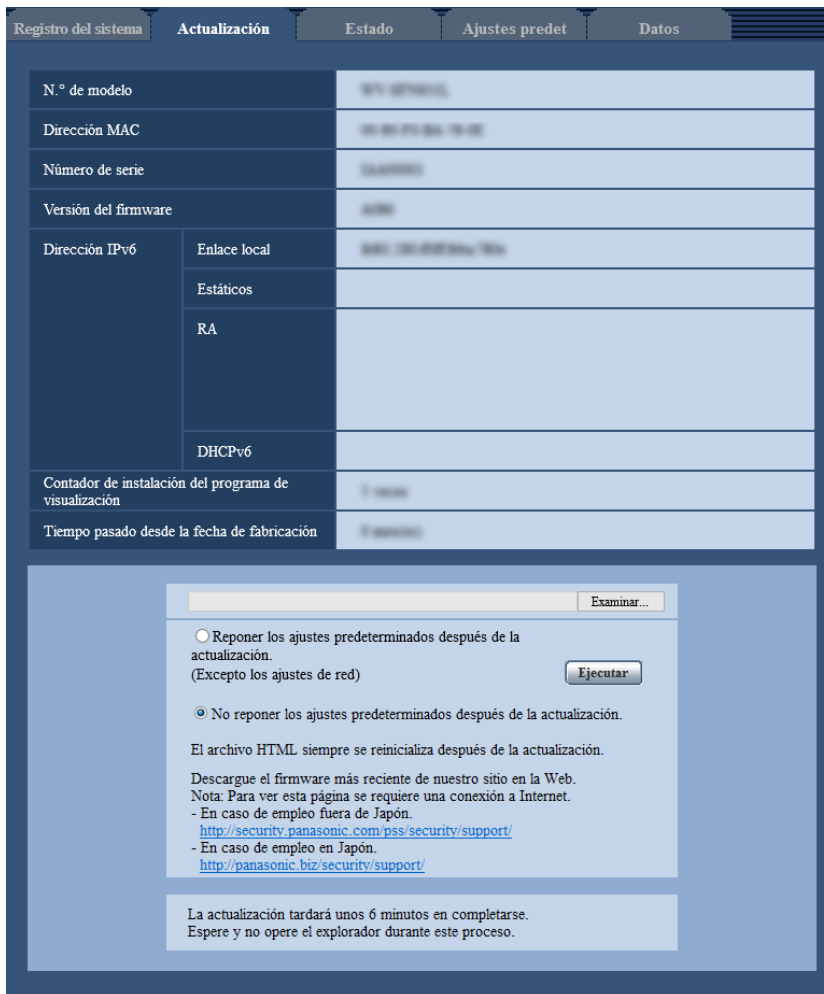 Registro del sistema
Actualización
Estado
Ajustes predet
Datos
N.° de modelo
Dirección MAC
Número de serie
Versión del firmware
Dirección IPv6
Enlace local
Estáticos
RA
DHCPv6
Contador de instalación del programa de
visualización
Tiempo pasado desde la fecha de fabricación
Examinar...
Reponer los ajustes predeterminados después de la
actualización.
(Excepto los ajustes de red)
Ejecutar
No reponer los ajustes predeterminados después de la actualización.
El archivo HTML siempre se reinicializa después de la actualización.
Descargue el firmware más reciente de nuestro sitio en la Web.
Nota: Para ver esta página se requiere una conexión a Internet.
- En caso de empleo fuera de Japón.
http://security.panasonic.com/pss/security/support/
- En caso de empleo en Japón.
http://panasonic.biz/security/support/
La actualización tardará unos 6 minutos en completarse.
Espere y no opere el explorador durante este proceso.